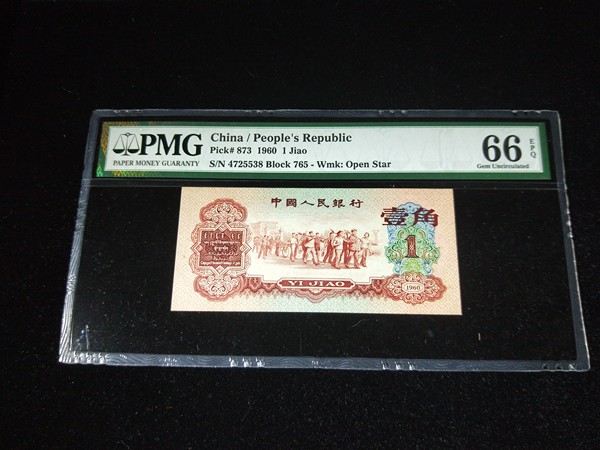 PMG
PAPER MONEY GUARANTY
China / People's Republic
Pick# 873 1960 1 Jiao
S/N 4725538 Block 765 - Wmk: Open Star
66 EPQ
Gem Uncirculated
中國人民銀行
壹角
1
YI JIAO
1960